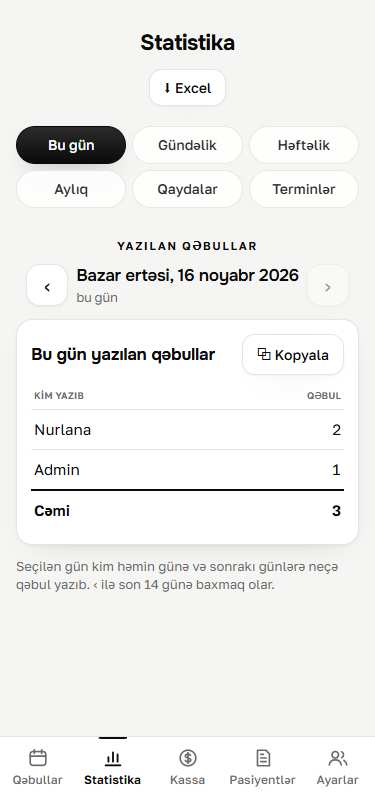 Statistika
⭳ Excel
Bu gün
Gündəlik
Həftəlik
Aylıq
Qaydalar
Terminlər
YAZILAN QƏBULLAR
‹
Bazar ertəsi, 16 noyabr 2026
bu gün
›
Bu gün yazılan qəbullar
Kopyala
KİM YAZIB QƏBUL
Nurlana 2
Admin 1
Cəmi 3
Seçilən gün kim həmin günə və sonrakı günlərə neçə
qəbul yazıb. ‹ ilə son 14 günə baxmaq olar.
Qəbullar
Statistika
Kassa
Pasiyentlər
Ayarlar